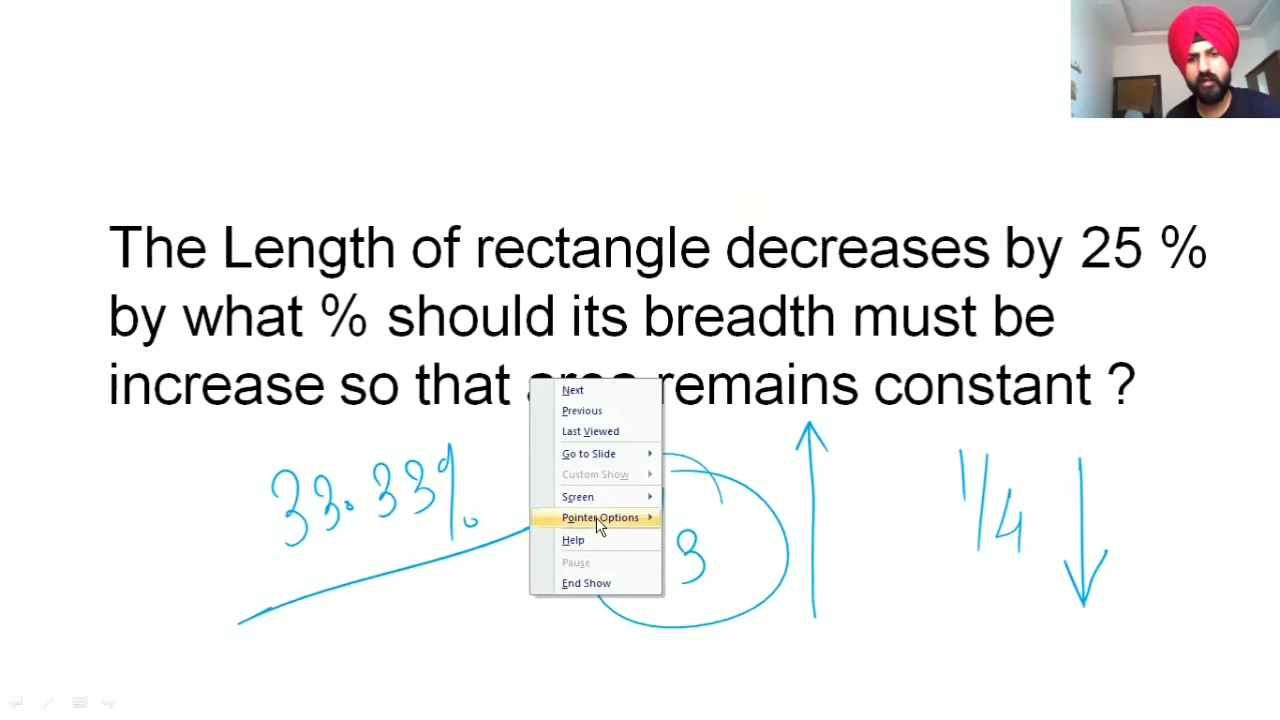 The Length of rectangle decreases by 25 %
by what % should its breadth must be
increase so that area remains constant ?
Next
Previous
Last Viewed
Go to Slide
Custom Show
Screen
Pointer Options
Help
Pause
End Show
33.33%
3
1/4